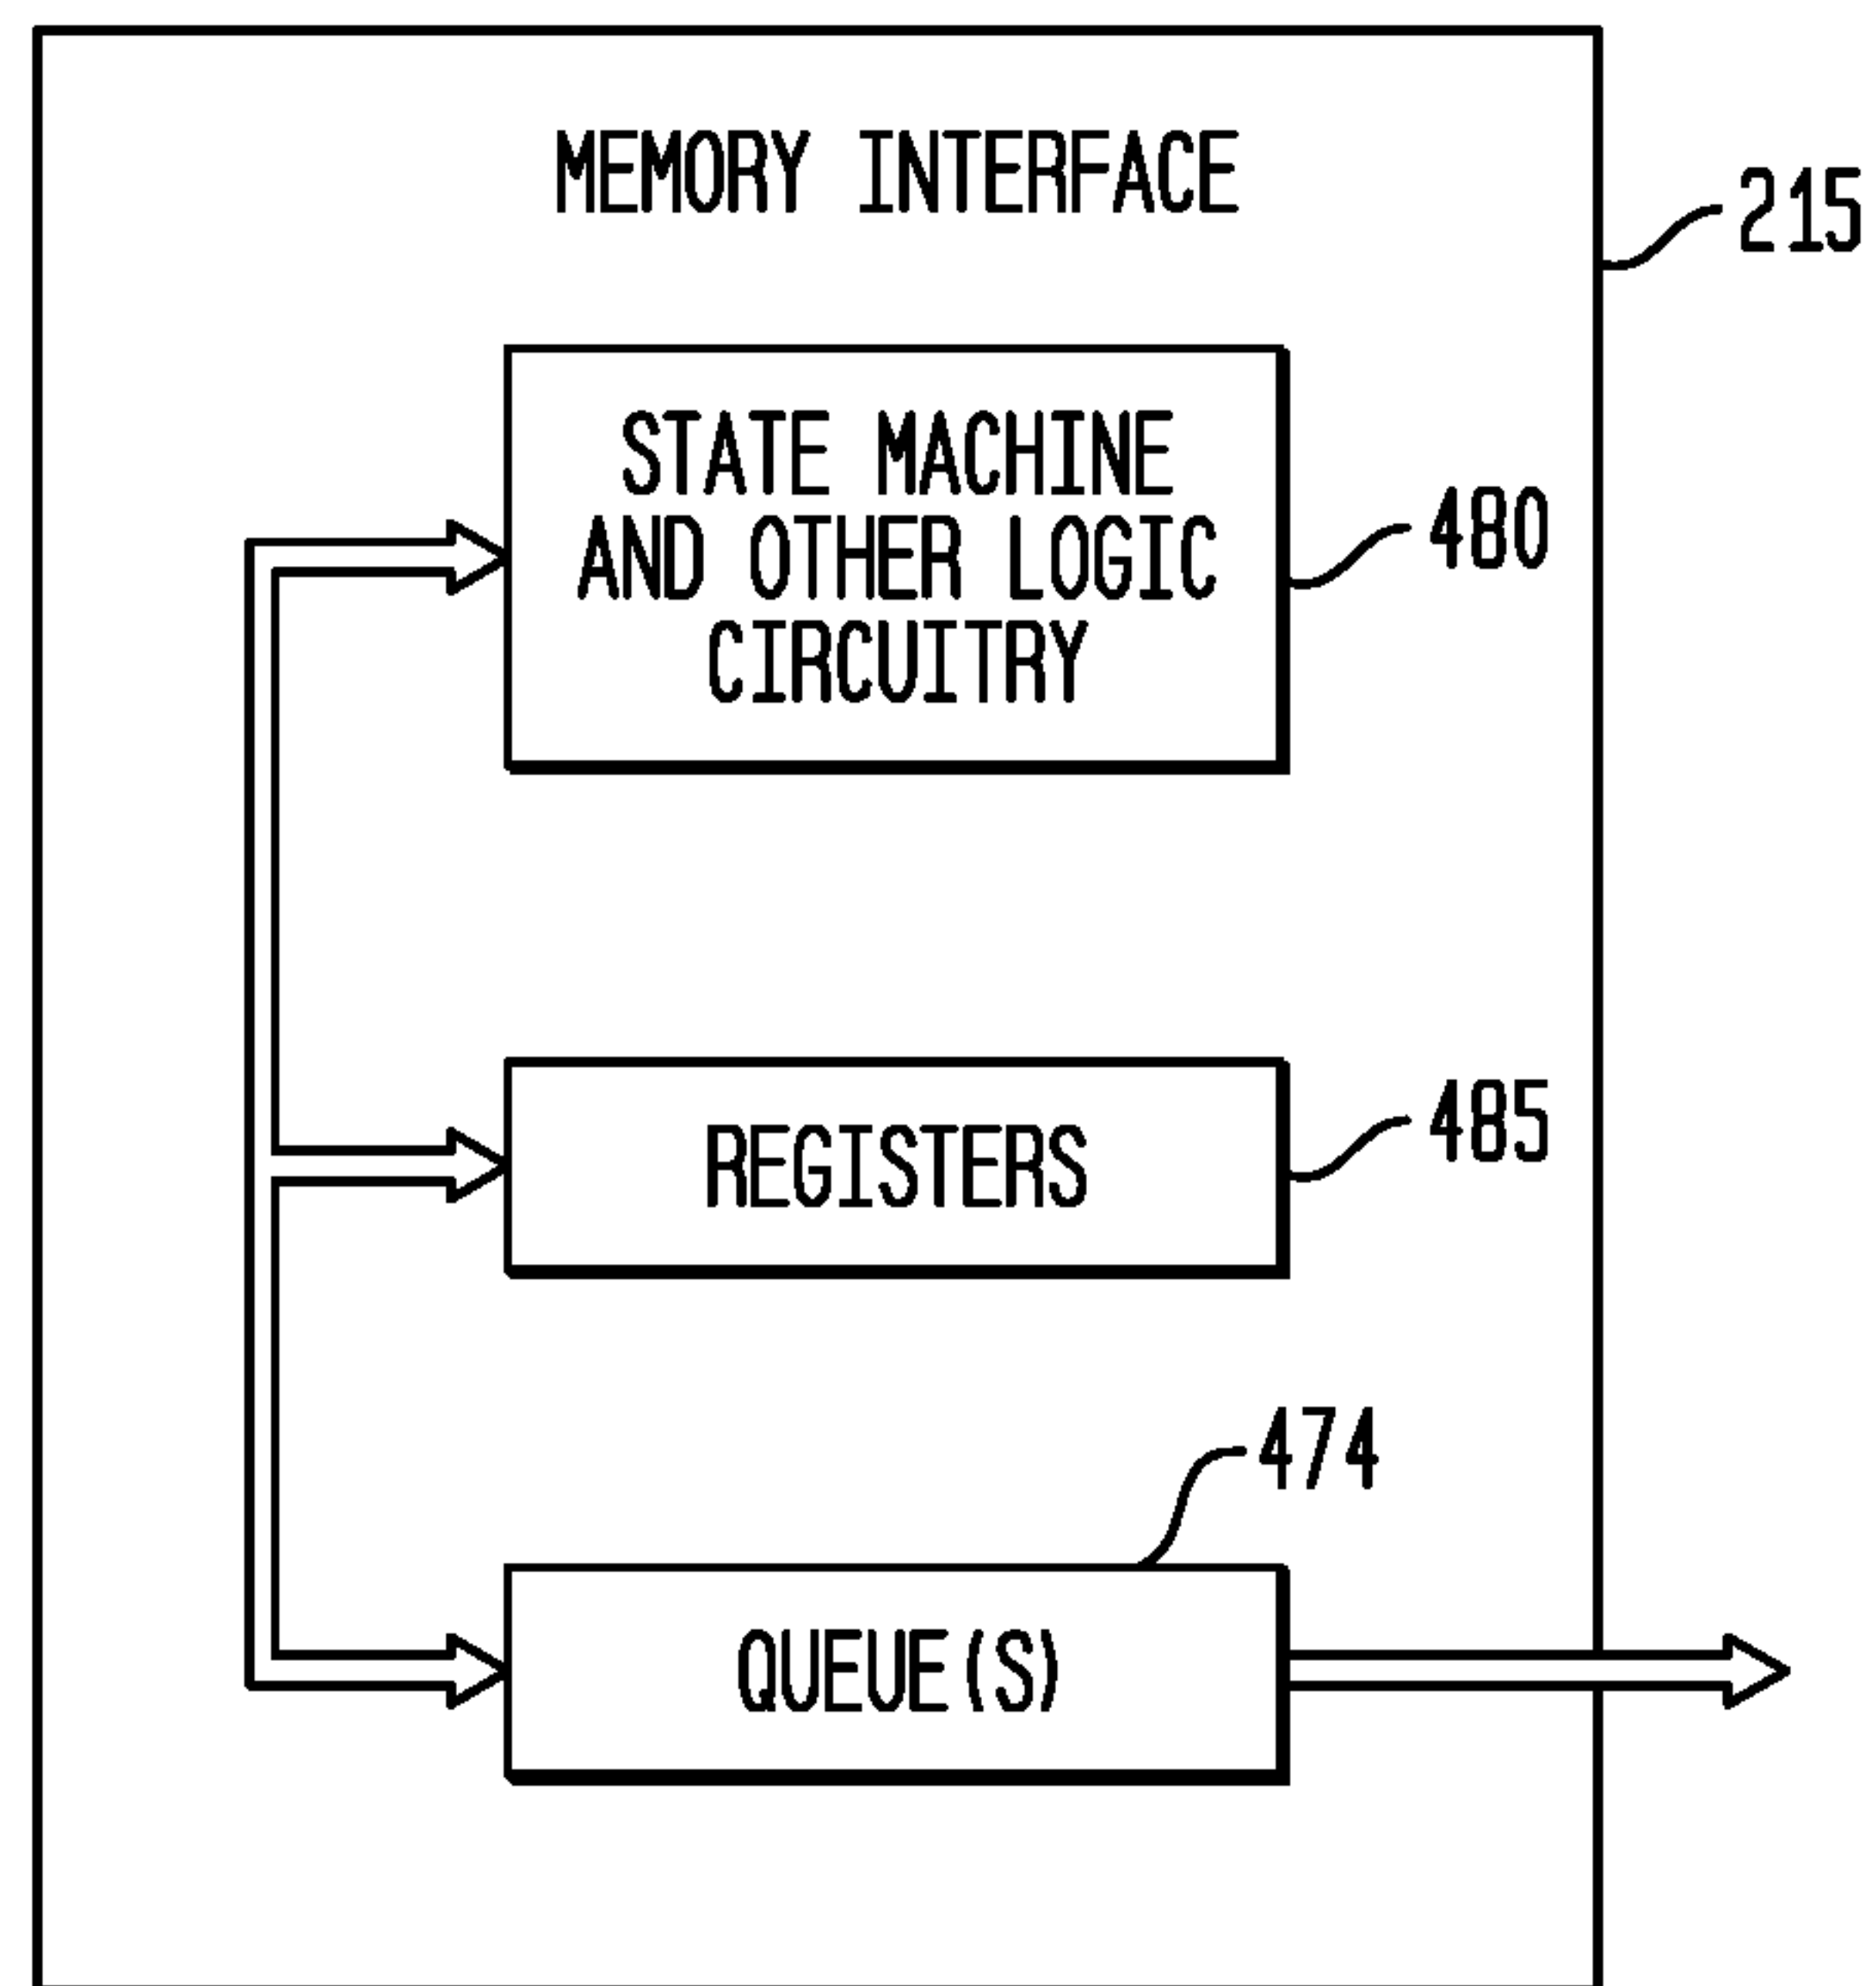 MEMORY INTERFACE
215
STATE MACHINE
AND OTHER LOGIC
CIRCUITRY
480
REGISTERS
485
474
QUEUE(S)